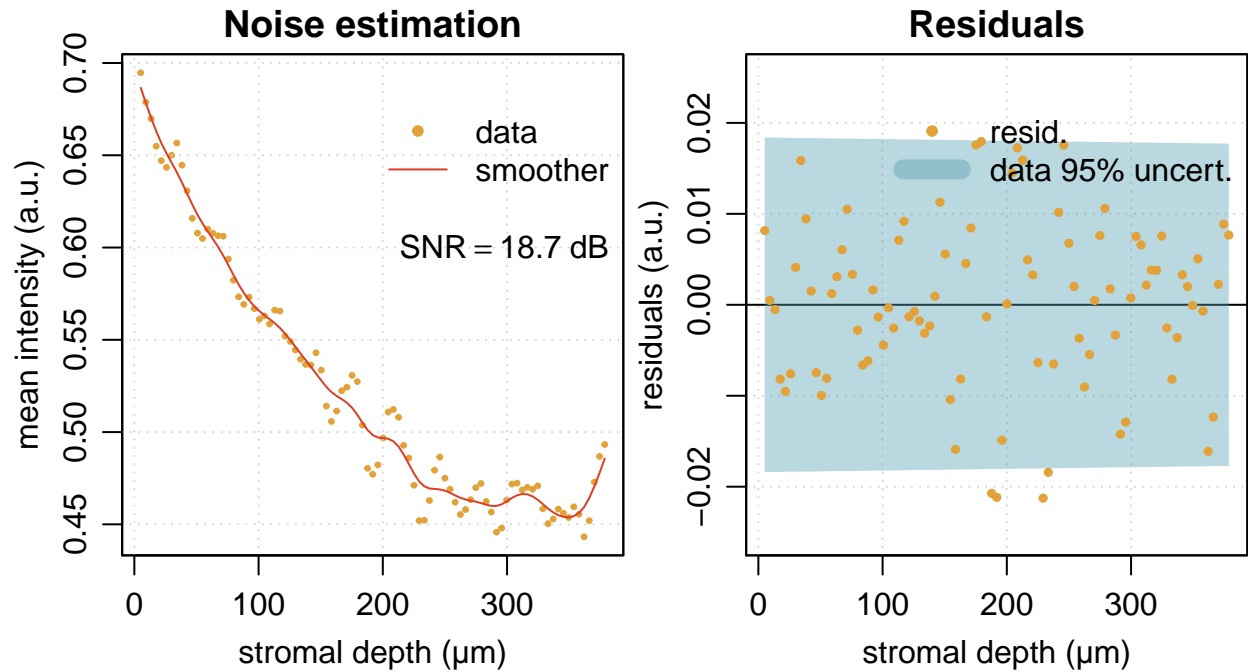 Noise estimation
0.70
0.65
0.60
0.55
0.50
0.45
mean intensity (a.u.)
data
smoother
SNR = 18.7 dB
0
100
200
300
stromal depth (µm)
Residuals
0.02
0.01
0.00
−0.02
residuals (a.u.)
resid.
data 95% uncert.
0
100
200
300
stromal depth (µm)